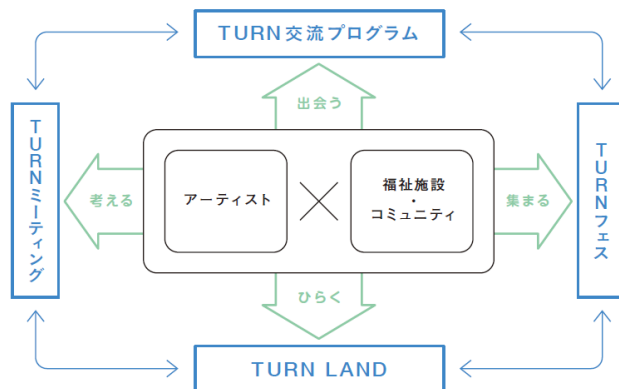 TURN交流プログラム
出会う
TURNミーティング
考える
アーティスト
福祉施設
・
コミュニティ
集まる
TURNフェス
ひらく
TURN LAND